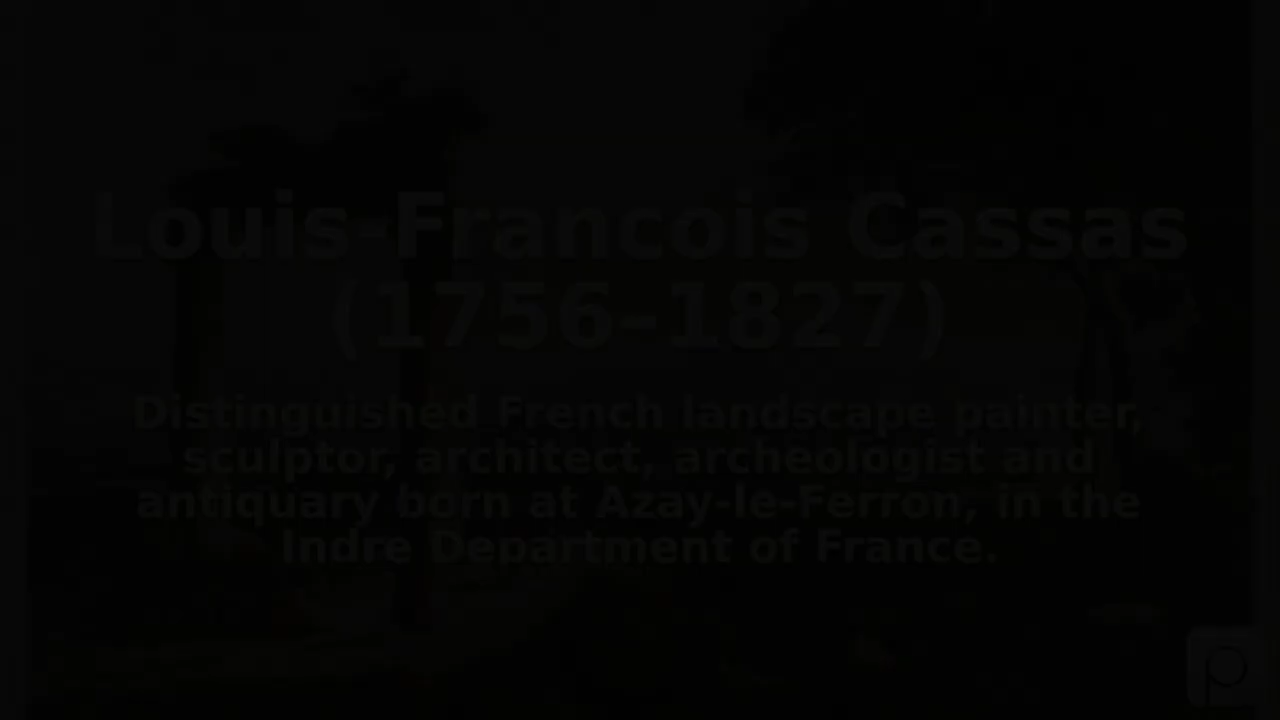 Louis-Francois Cassas
(1756-1827)
Distinguished French landscape painter,
sculptor, architect, archeologist and
antiquary born at Azay-le-Ferron, in the
Indre Department of France.